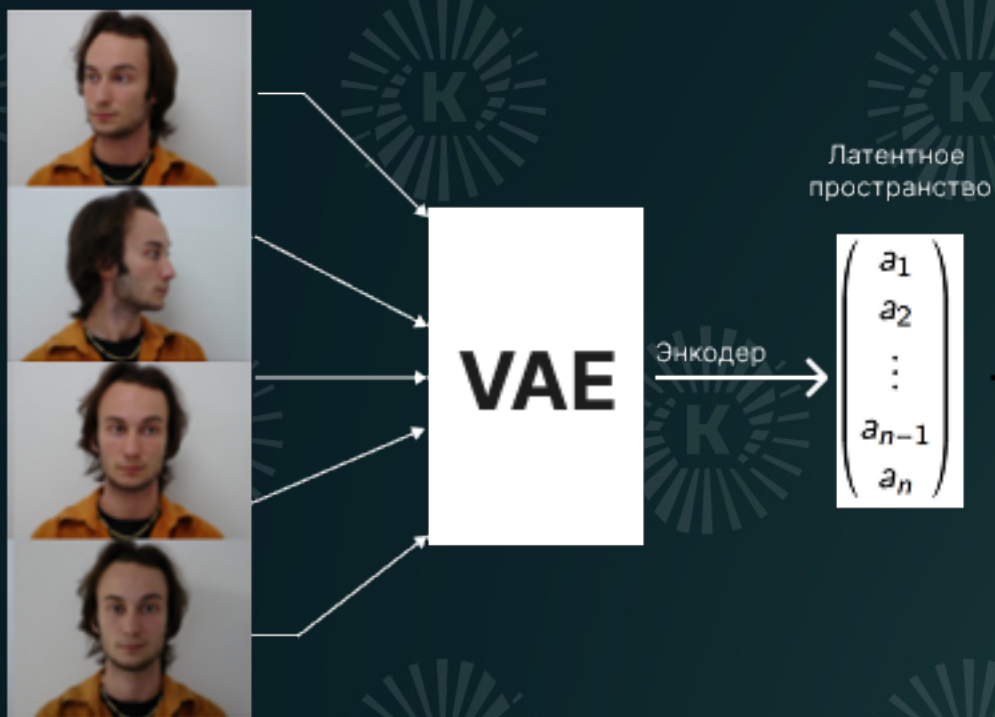 K
K
Латентное
пространство
VAE
Энкодер
K
a₁
a₂
⋮
aₙ₋₁
aₙ